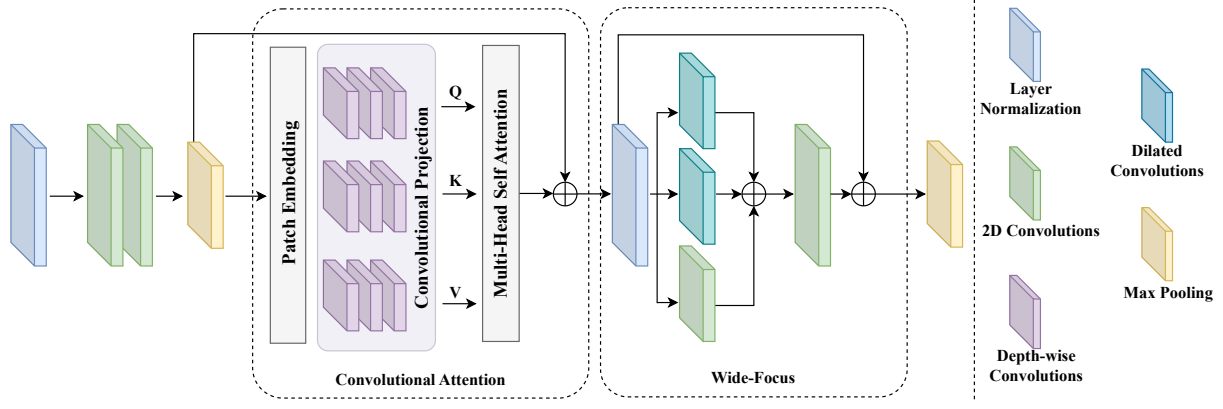 Patch Embedding
Convolutional Projection
Q
K
V
Multi-Head Self Attention
Convolutional Attention
Wide-Focus
Layer
Normalization
Dilated
Convolutions
2D Convolutions
Max Pooling
Depth-wise
Convolutions